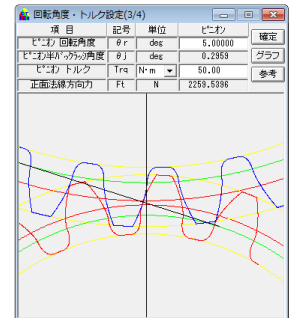 回転角度・トルク設定(3/4)
項 目 記号 単位 ピニオン
ピニオン 回転角度 θr deg 5.00000
ピニオン半バックラッシ角度 θj deg 0.2959
ピニオン トルク Trq N・m 50.00
正面法線方向力 Ft N 2259.5396
確定
グラフ
参考